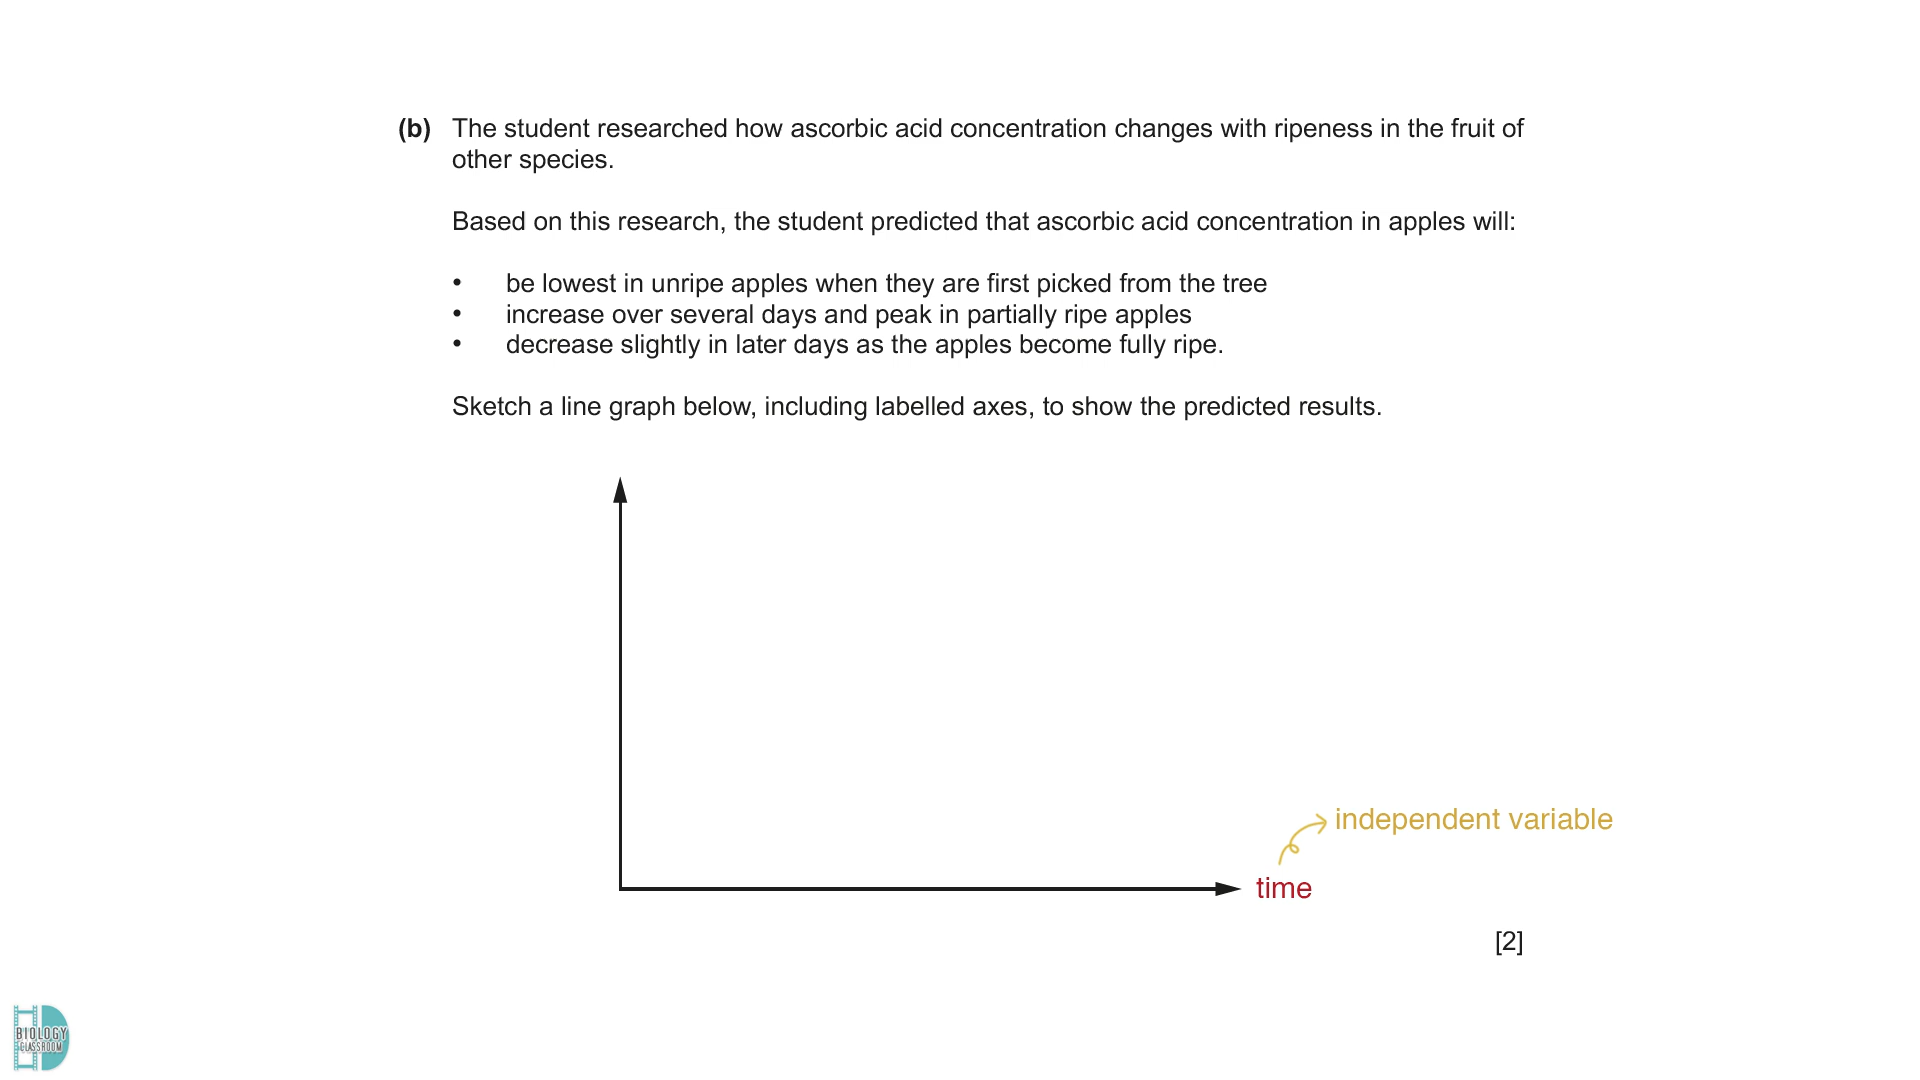 (b) The student researched how ascorbic acid concentration changes with ripeness in the fruit of
other species.
Based on this research, the student predicted that ascorbic acid concentration in apples will:
• be lowest in unripe apples when they are first picked from the tree
• increase over several days and peak in partially ripe apples
• decrease slightly in later days as the apples become fully ripe.
Sketch a line graph below, including labelled axes, to show the predicted results.
independent variable
time
[2]
BIOLOGY
CLASSROOM